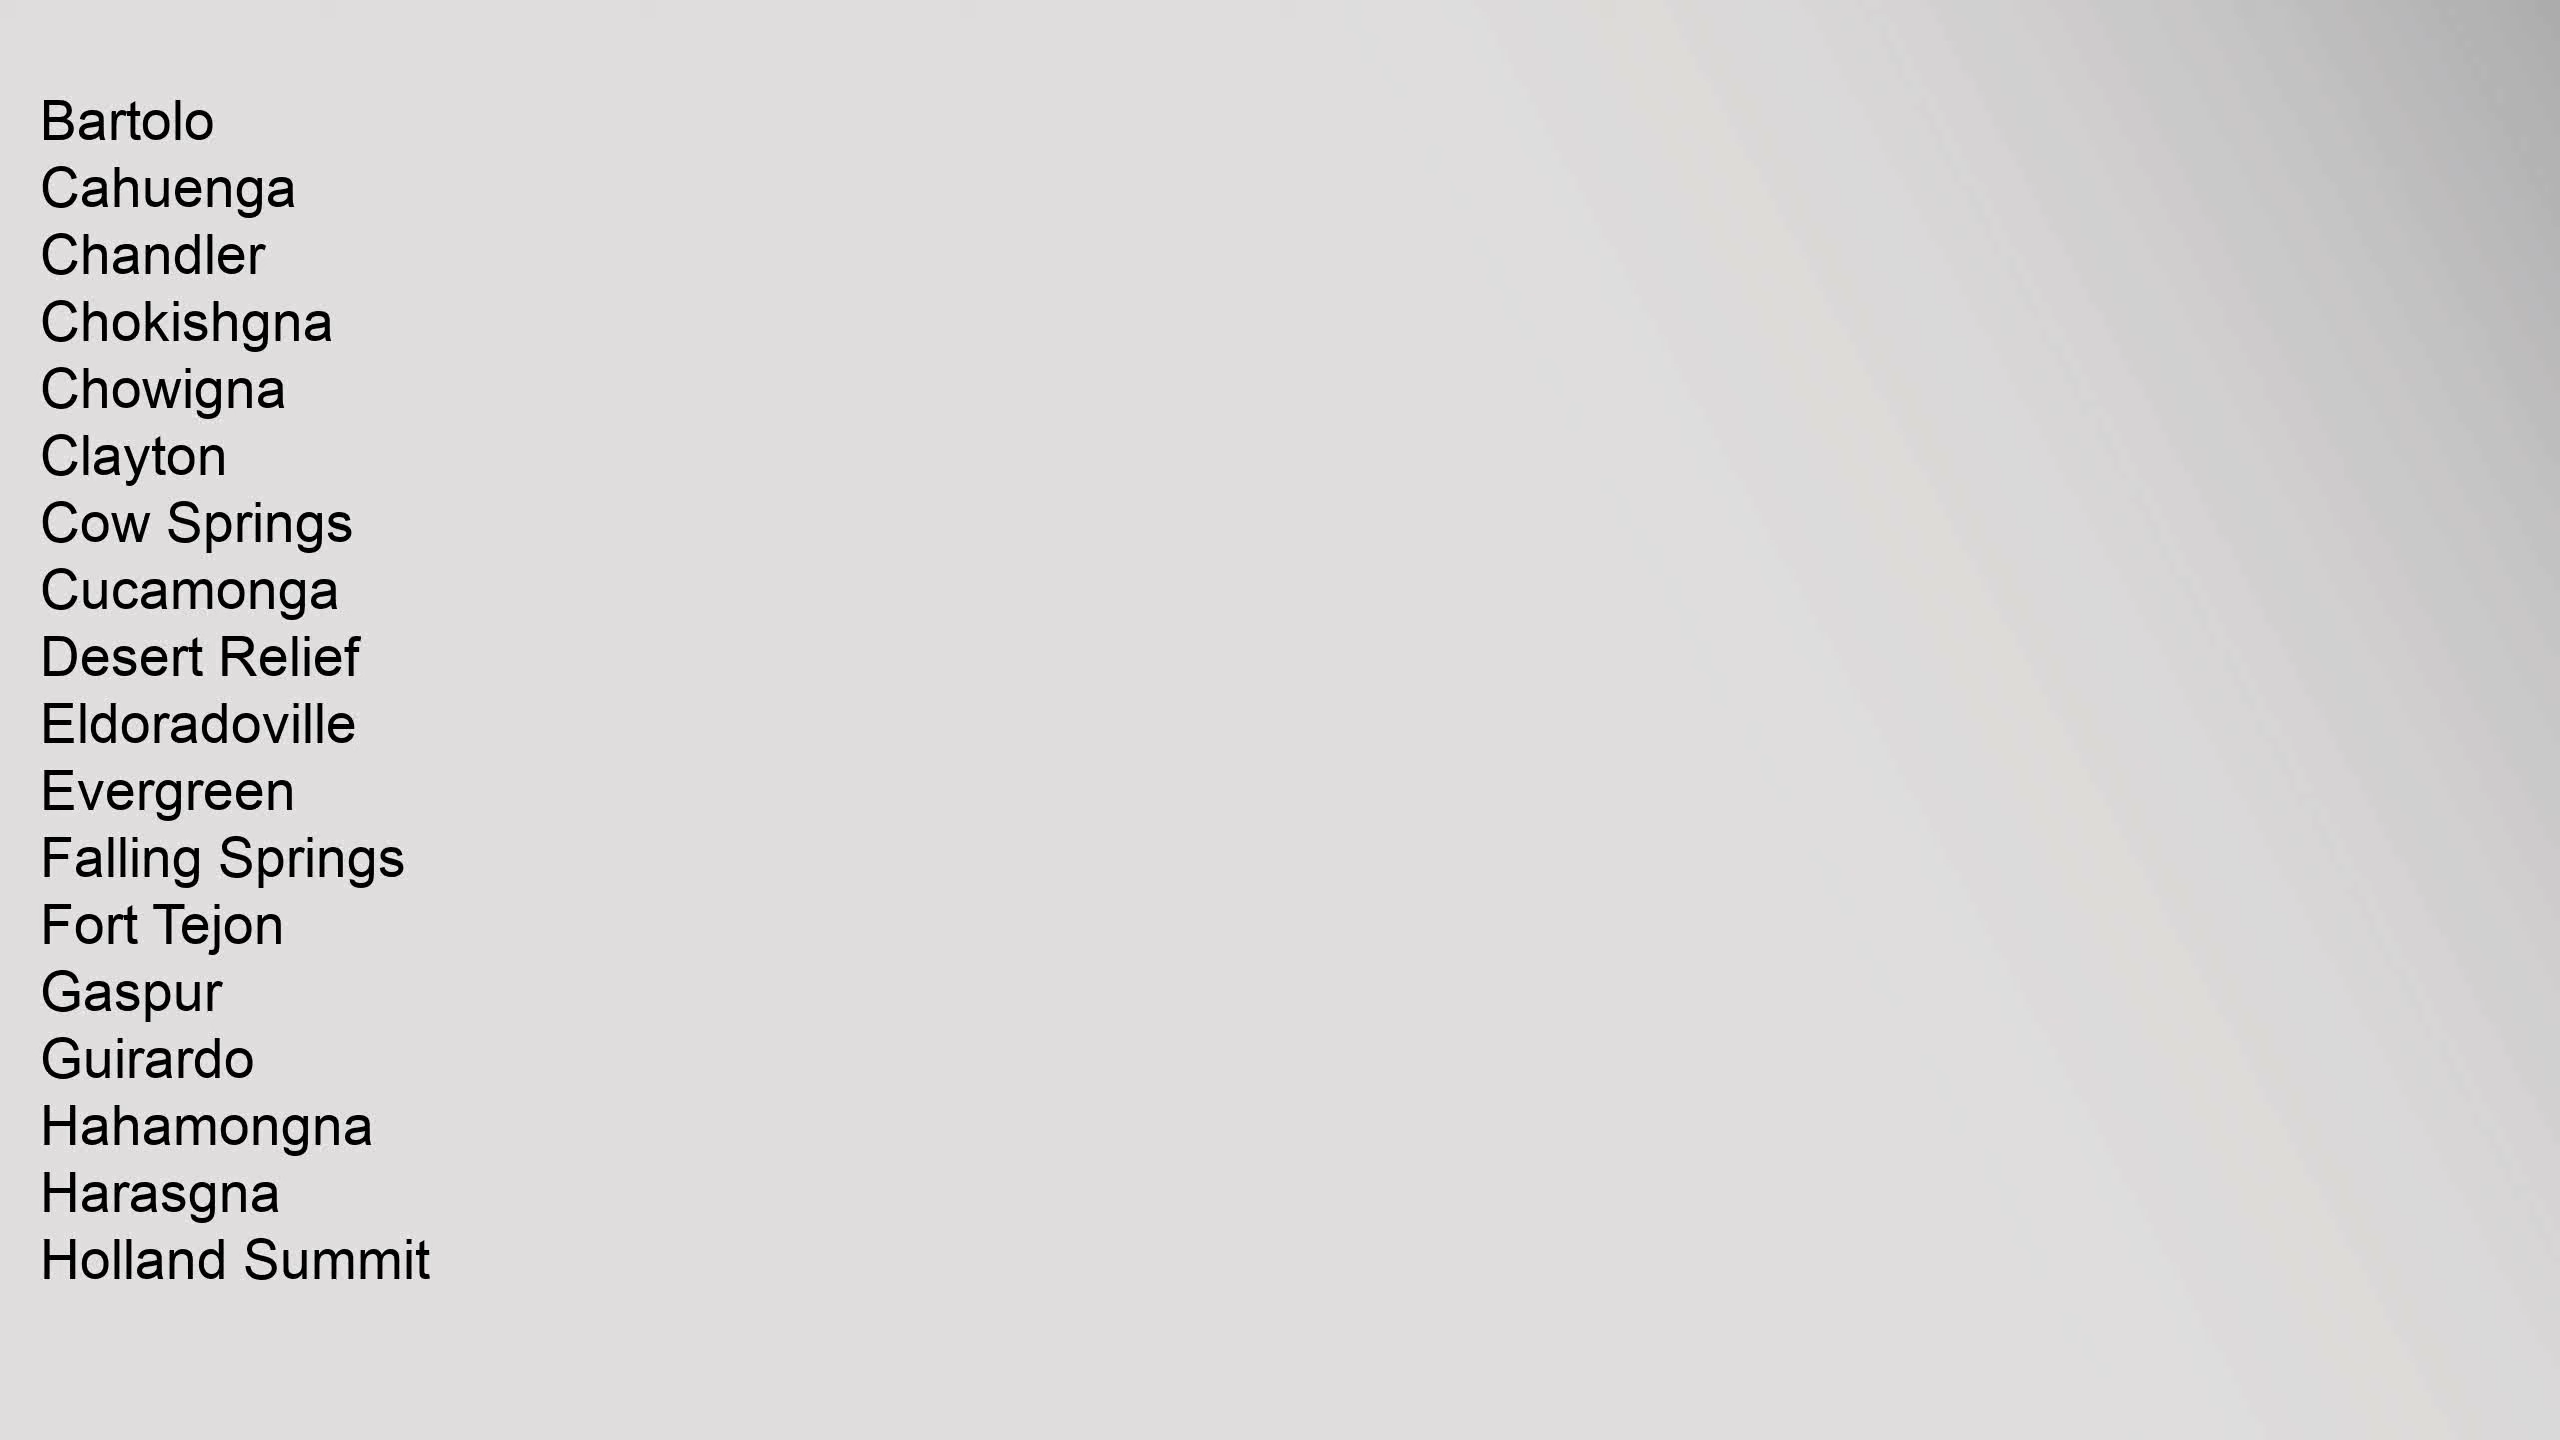 Bartolo
Cahuenga
Chandler
Chokishgna
Chowigna
Clayton
Cow Springs
Cucamonga
Desert Relief
Eldoradoville
Evergreen
Falling Springs
Fort Tejon
Gaspur
Guirardo
Hahamongna
Harasgna
Holland Summit